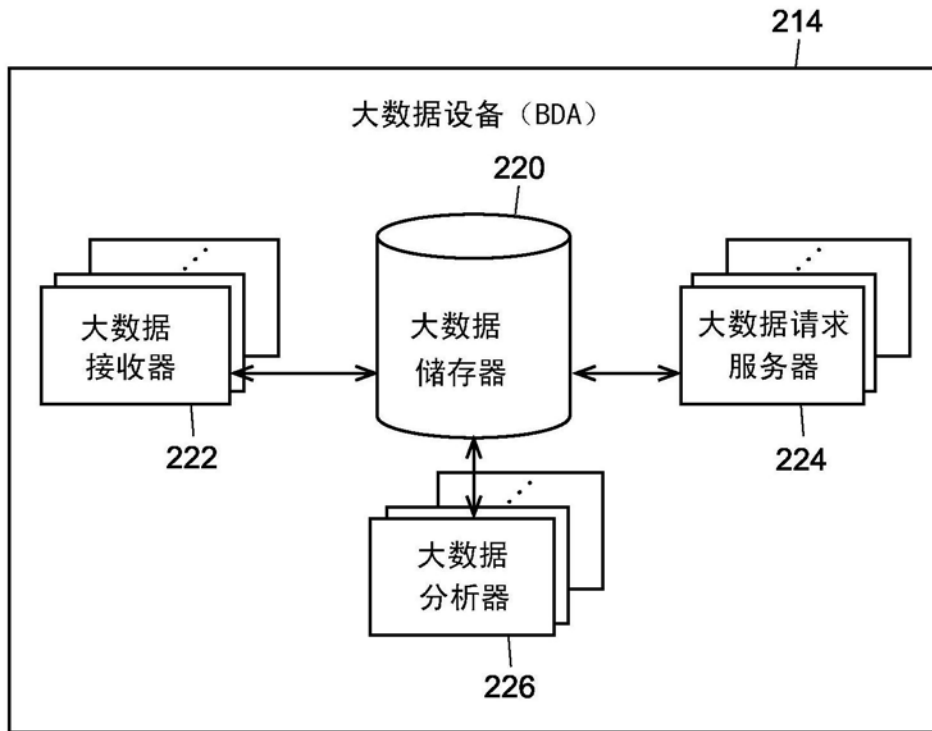 214
大数据设备（BDA）
220
大数据
接收器
222
大数据
储存器
大数据请求
服务器
224
大数据
分析器
226